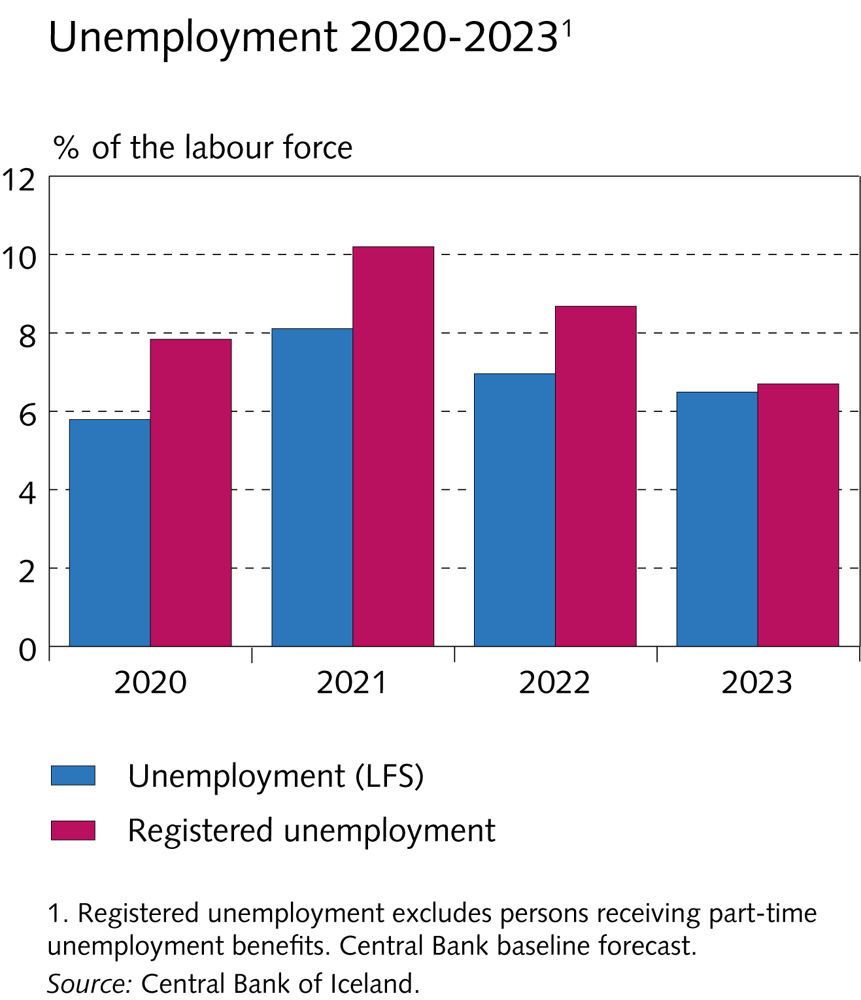 Unemployment 2020-2023¹
% of the labour force
12
10
8
6
4
2
0
2020 2021 2022 2023
Unemployment (LFS)
Registered unemployment
1. Registered unemployment excludes persons receiving part-time
unemployment benefits. Central Bank baseline forecast.
Source: Central Bank of Iceland.